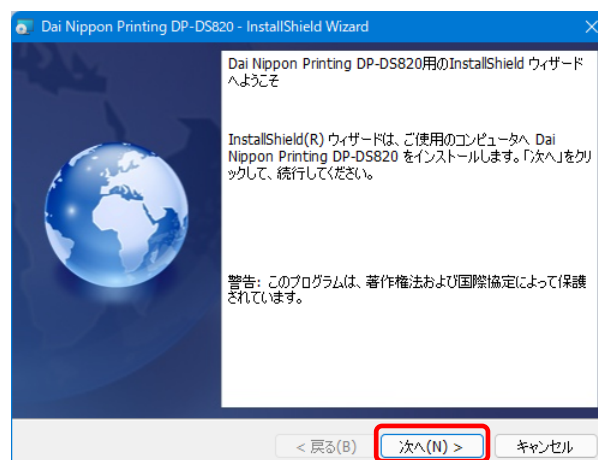 Dai Nippon Printing DP-DS820 - InstallShield Wizard
Dai Nippon Printing DP-DS820用のInstallShield ウィザード
へようこそ
InstallShield(R) ウィザードは、ご使用のコンピュータへ Dai
Nippon Printing DP-DS820 をインストールします。「次へ」をクリ
ックして、続行してください。
警告: このプログラムは、著作権法および国際協定によって保護
されています。
< 戻る(B)
次へ(N) >
キャンセル